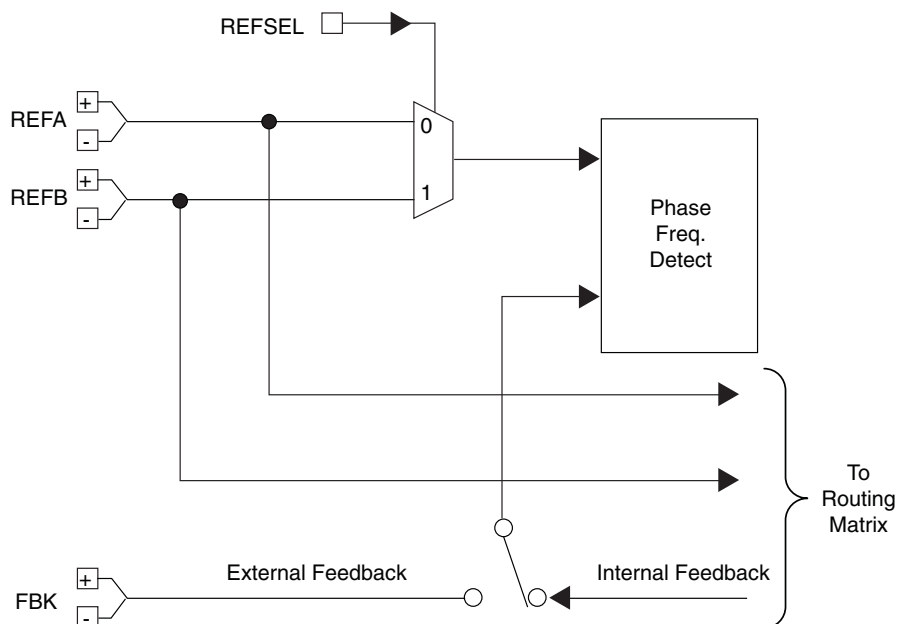 REFSEL
+
REFA
-
0
+
REFB
-
1
Phase
Freq.
Detect
To
Routing
Matrix
External Feedback
Internal Feedback
+
FBK
-